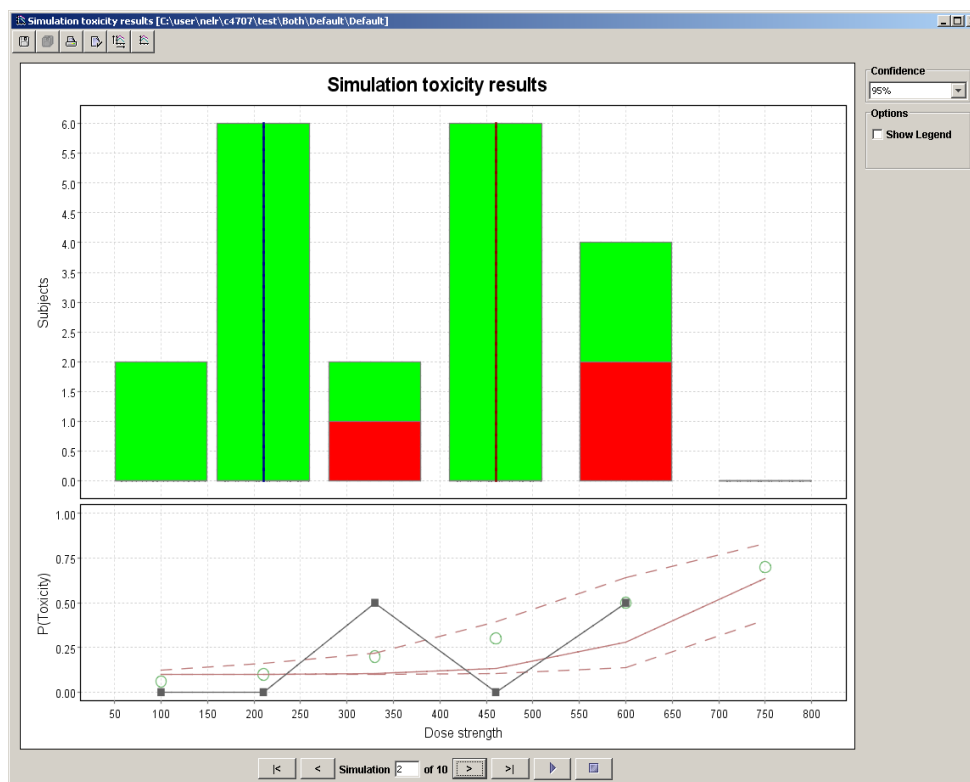 Simulation toxicity results [C:\user\nelr\c4707\test\Both\Default\Default]
Simulation toxicity results
Confidence
95%
Options
Show Legend
Subjects
6.0
5.5
5.0
4.5
4.0
3.5
3.0
2.5
2.0
1.5
1.0
0.5
0.0
P(Toxicity)
1.00
0.75
0.50
0.25
0.00
50 100 150 200 250 300 350 400 450 500 550 600 650 700 750 800
Dose strength
|< < Simulation 2 of 10 > >|